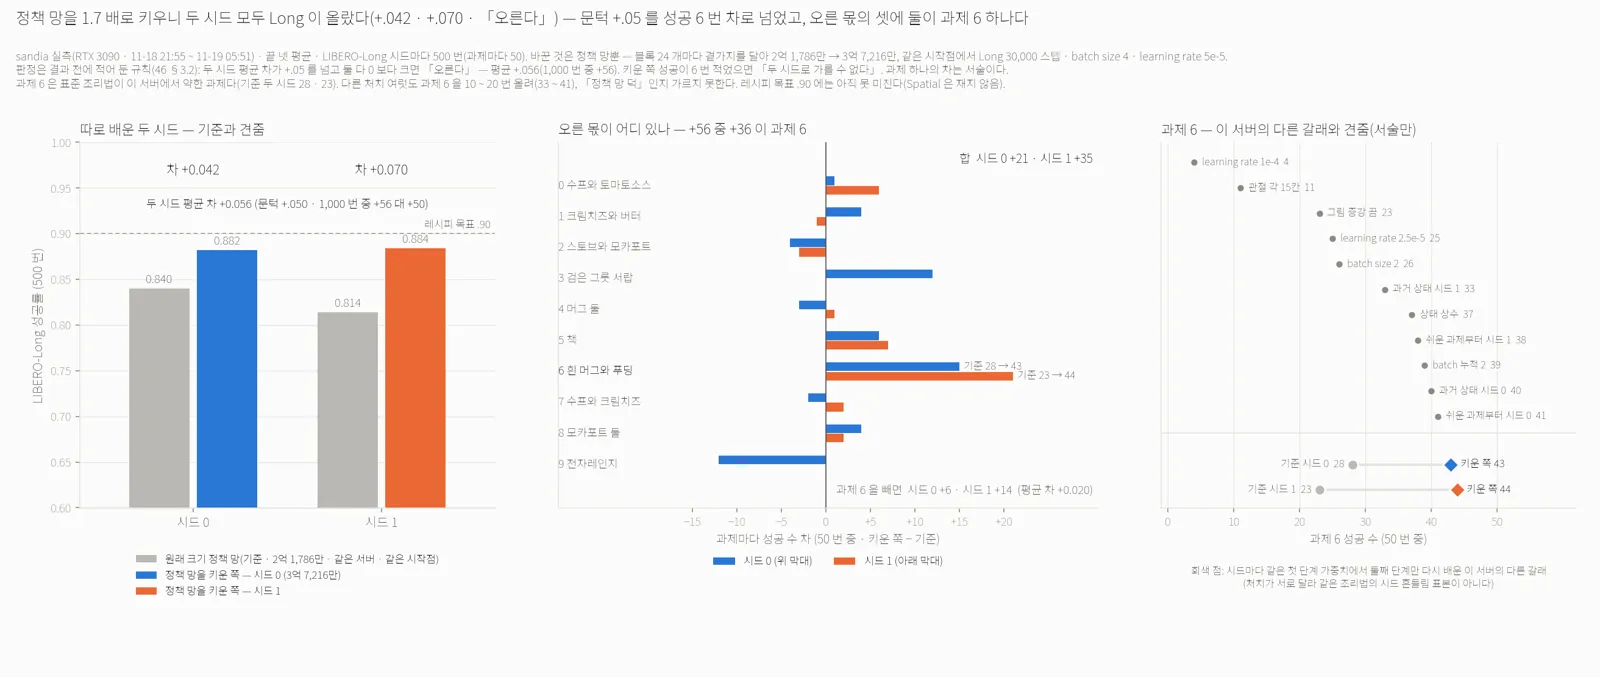 정책 망을 1.7 배로 키우니 두 시드 모두 Long 이 올랐다(+.042 · +.070 · 「오른다」) — 문턱 +.05 를 성공 6 번 차로 넘었고, 오른 몫의 셋에 둘이 과제 6 하나다
sandia 실측(RTX 3090 · 11-18 21:55 ~ 11-19 05:51) · 끝 넷 평균 · LIBERO-Long 시드마다 500 번(과제마다 50). 바꾼 것은 정책 망뿐 — 블록 24 개마다 곁가지를 달아 2억 1,786만 → 3억 7,216만, 같은 시작점에서 Long 30,000 스텝 · batch size 4 · learning rate 5e-5.
판정은 결과 전에 적어 둔 규칙(46 §3.2): 두 시드 평균 차가 +.05 를 넘고 둘 다 0 보다 크면 「오른다」 — 평균 +.056(1,000 번 중 +56). 키운 쪽 성공이 6 번 적었으면 「두 시드로 가를 수 없다」. 과제 하나의 차는 서술이다.
과제 6 은 표준 조리법이 이 서버에서 약한 과제다(기준 두 시드 28 · 23). 다른 처치 여럿도 과제 6 을 10 ~ 20 번 올려(33 ~ 41), 「정책 망 덕」인지 가르지 못한다. 레시피 목표 .90 에는 아직 못 미친다(Spatial 은 재지 않음).
따로 배운 두 시드 — 기준과 견줌
LIBERO-Long 성공률 (500 번)
1.00
0.95
0.90
0.85
0.80
0.75
0.70
0.65
0.60
차 +0.042
차 +0.070
두 시드 평균 차 +0.056 (문턱 +.050 · 1,000 번 중 +56 대 +50)
레시피 목표 .90
0.840
0.882
0.814
0.884
시드 0
시드 1
원래 크기 정책 망(기준 · 2억 1,786만 · 같은 서버 · 같은 시작점)
정책 망을 키운 쪽 — 시드 0 (3억 7,216만)
정책 망을 키운 쪽 — 시드 1
오른 몫이 어디 있나 — +56 중 +36 이 과제 6
합 시드 0 +21 · 시드 1 +35
0 수프와 토마토소스
1 크림치즈와 버터
2 스토브와 모카포트
3 검은 그릇 서랍
4 머그 둘
5 책
6 흰 머그와 푸딩
기준 28 → 43
기준 23 → 44
7 수프와 크림치즈
8 모카포트 둘
9 전자레인지
과제 6 을 빼면 시드 0 +6 · 시드 1 +14 (평균 차 +0.020)
−15 −10 −5 0 +5 +10 +15 +20
과제마다 성공 수 차 (50 번 중 · 키운 쪽 − 기준)
시드 0 (위 막대)
시드 1 (아래 막대)
과제 6 — 이 서버의 다른 갈래와 견줌(서술만)
learning rate 1e-4 4
관절 각 15칸 11
그림 증강 끔 23
learning rate 2.5e-5 25
batch size 2 26
과거 상태 시드 1 33
상태 상수 37
쉬운 과제부터 시드 1 38
batch 누적 2 39
과거 상태 시드 0 40
쉬운 과제부터 시드 0 41
기준 시드 0 28
키운 쪽 43
기준 시드 1 23
키운 쪽 44
0 10 20 30 40 50
과제 6 성공 수 (50 번 중)
회색 점: 시드마다 같은 첫 단계 가중치에서 둘째 단계만 다시 배운 이 서버의 다른 갈래
(처치가 서로 달라 같은 조리법의 시드 흔들림 표본이 아니다)